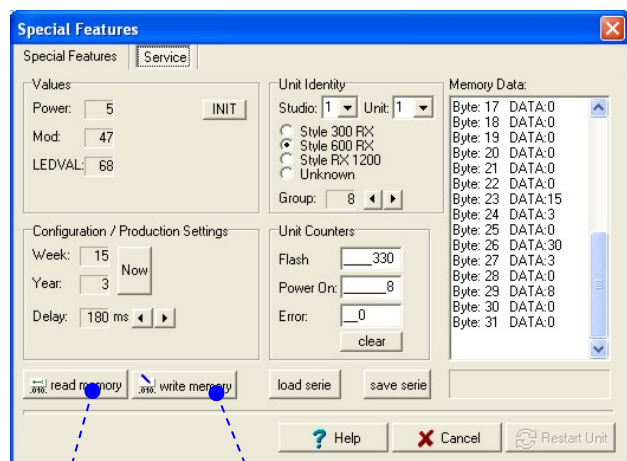 Special Features
Special Features Service
Values
Power: 5 INIT
Mod: 47
LEDVAL: 68
Unit Identity
Studio: 1 Unit: 1
Style 300 RX
Style 600 RX
Style RX 1200
Unknown
Group: 8
Memory Data:
Byte: 17 DATA:0
Byte: 18 DATA:0
Byte: 19 DATA:0
Byte: 20 DATA:0
Byte: 21 DATA:0
Byte: 22 DATA:0
Byte: 23 DATA:15
Byte: 24 DATA:3
Byte: 25 DATA:0
Byte: 26 DATA:30
Byte: 27 DATA:3
Byte: 28 DATA:0
Byte: 29 DATA:8
Byte: 30 DATA:0
Byte: 31 DATA:0
Configuration / Production Settings
Week: 15
Now
Year: 3
Delay: 180 ms
Unit Counters
Flash ____330
Power On: ______8
Error: __0
clear
.010. read memory .010. write memory load serie save serie
? Help Cancel Restart Unit